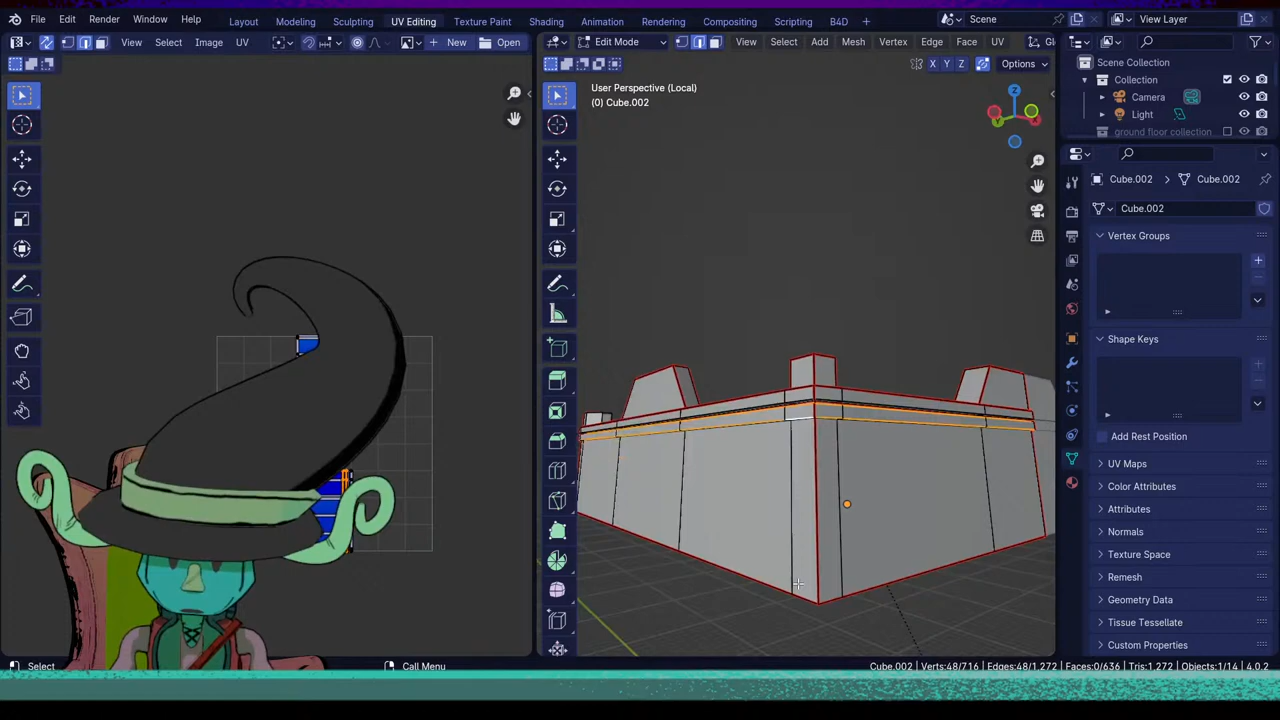 File Edit Render Window Help Layout Modeling Sculpting UV Editing Texture Paint Shading Animation Rendering Compositing Scripting B4D + Scene View Layer
View Select Image UV New Open
Edit Mode View Select Add Mesh Vertex Edge Face UV Gl
X Y Z Options
User Perspective (Local)
(0) Cube.002
Z
Scene Collection
Collection
Camera
Light
ground floor collection
Cube.002 Cube.002
Cube.002
Vertex Groups
Shape Keys
Add Rest Position
UV Maps
Color Attributes
Attributes
Normals
Texture Space
Remesh
Geometry Data
Tissue Tessellate
Custom Properties
Select Call Menu Cube.002 | Verts:48/716 | Edges:48/1,272 | Faces:0/636 | Tris:1,272 | Objects:1/14 | 4.0.2